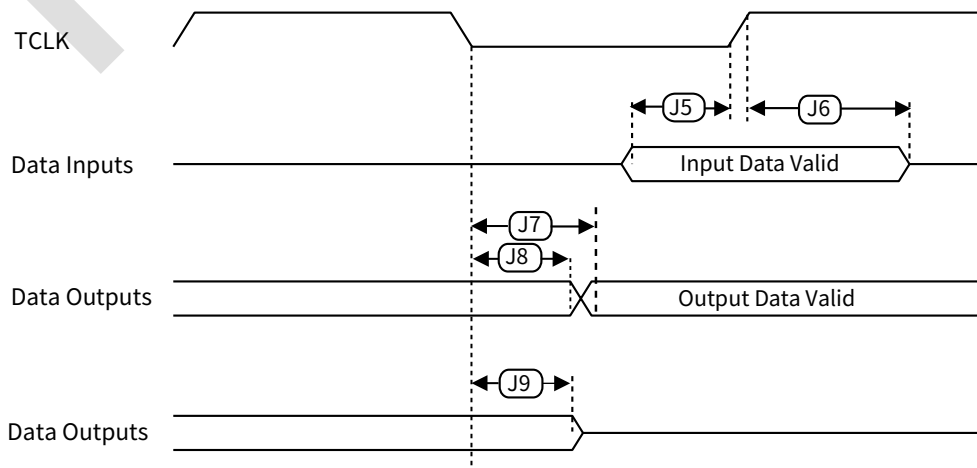 TCLK
J5
J6
Data Inputs
Input Data Valid
J7
J8
Data Outputs
Output Data Valid
J9
Data Outputs